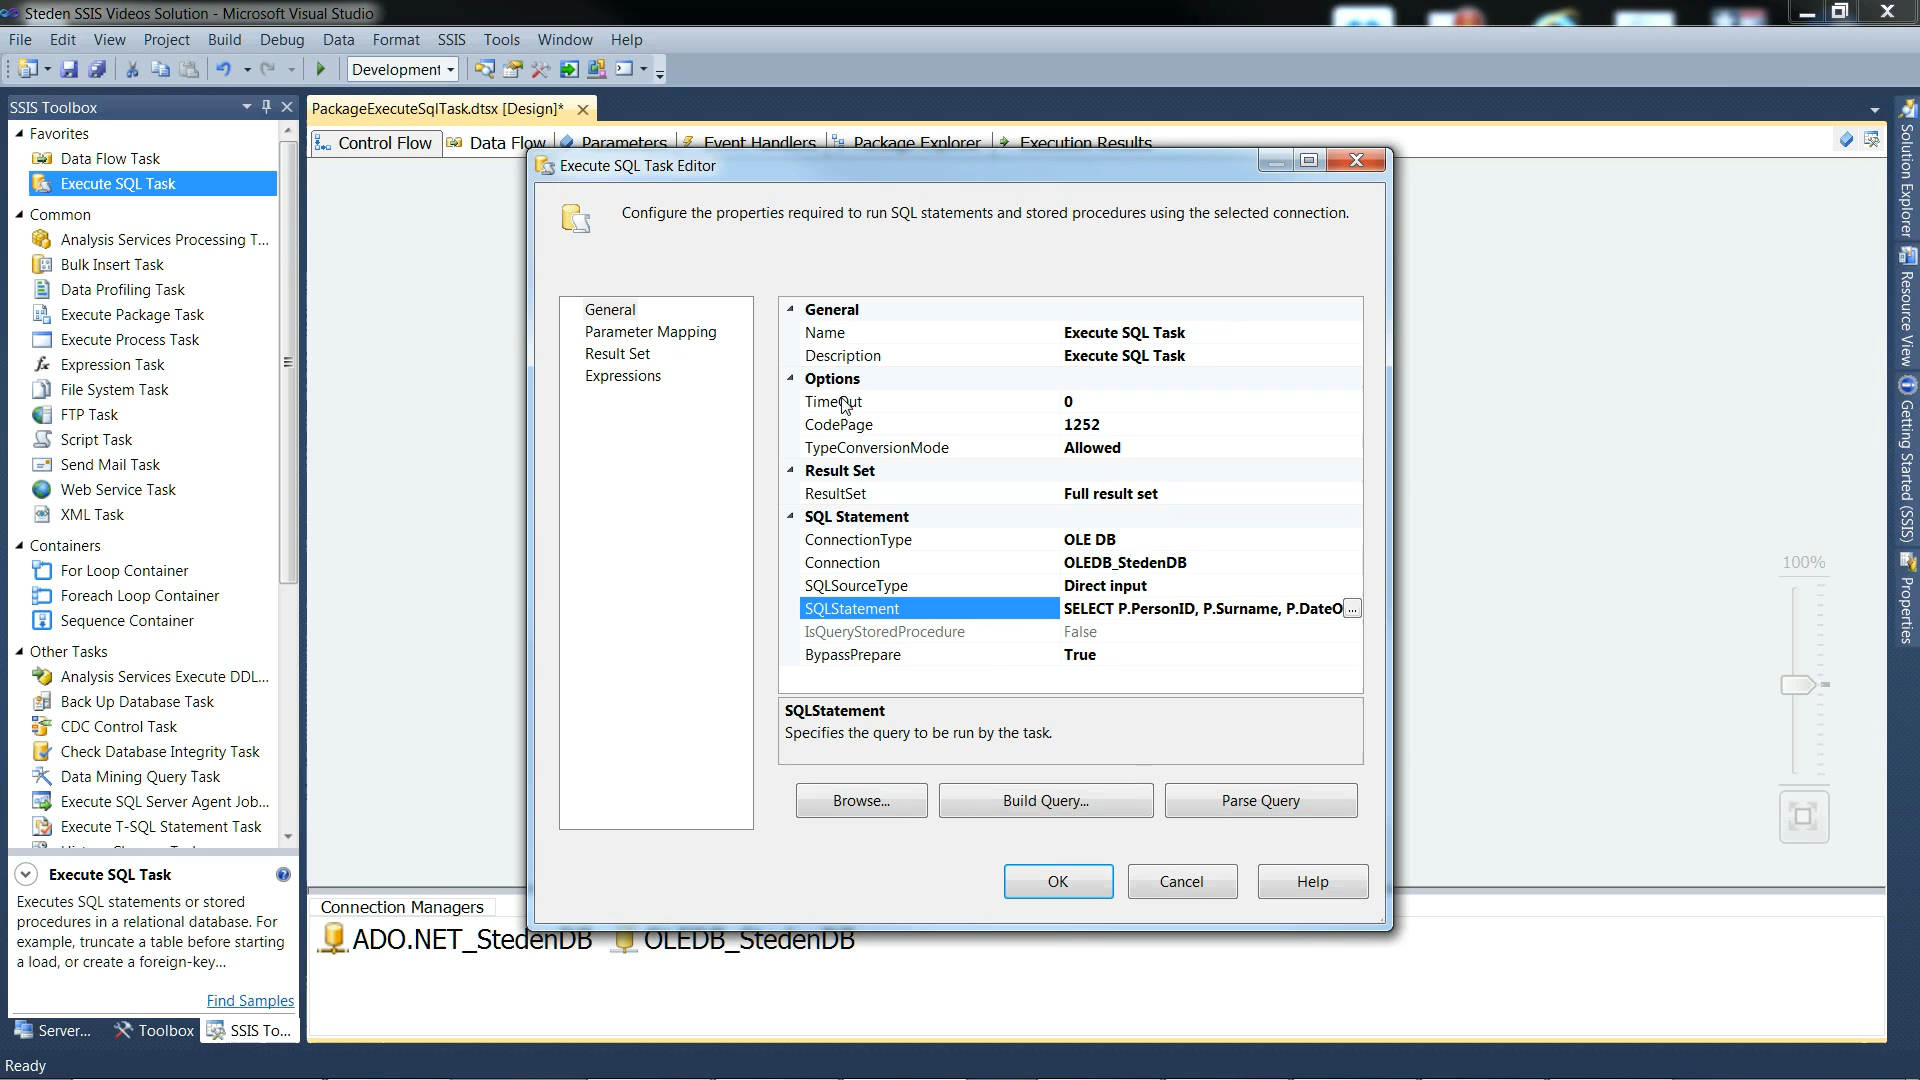 Steden SSIS Videos Solution - Microsoft Visual Studio
File Edit View Project Build Debug Data Format SSIS Tools Window Help
Development
SSIS Toolbox
PackageExecuteSqlTask.dtsx [Design]*
Control Flow Data Flow Parameters Event Handlers Package Explorer Execution Results
Favorites
Data Flow Task
Execute SQL Task
Common
Analysis Services Processing T...
Bulk Insert Task
Data Profiling Task
Execute Package Task
Execute Process Task
Expression Task
File System Task
FTP Task
Script Task
Send Mail Task
Web Service Task
XML Task
Containers
For Loop Container
Foreach Loop Container
Sequence Container
Other Tasks
Analysis Services Execute DDL...
Back Up Database Task
CDC Control Task
Check Database Integrity Task
Data Mining Query Task
Execute SQL Server Agent Job...
Execute T-SQL Statement Task
Execute SQL Task
Executes SQL statements or stored
procedures in a relational database. For
example, truncate a table before starting
a load, or create a foreign-key...
Find Samples
Server... Toolbox SSIS To...
Ready
Execute SQL Task Editor
Configure the properties required to run SQL statements and stored procedures using the selected connection.
General
Parameter Mapping
Result Set
Expressions
General
Name Execute SQL Task
Description Execute SQL Task
Options
TimeOut 0
CodePage 1252
TypeConversionMode Allowed
Result Set
ResultSet Full result set
SQL Statement
ConnectionType OLE DB
Connection OLEDB_StedenDB
SQLSourceType Direct input
SQLStatement SELECT P.PersonID, P.Surname, P.DateO ...
IsQueryStoredProcedure False
BypassPrepare True
SQLStatement
Specifies the query to be run by the task.
Browse... Build Query... Parse Query
OK Cancel Help
Connection Managers
ADO.NET_StedenDB OLEDB_StedenDB
100%
Solution Explorer
Resource View
Getting Started (SSIS)
Properties